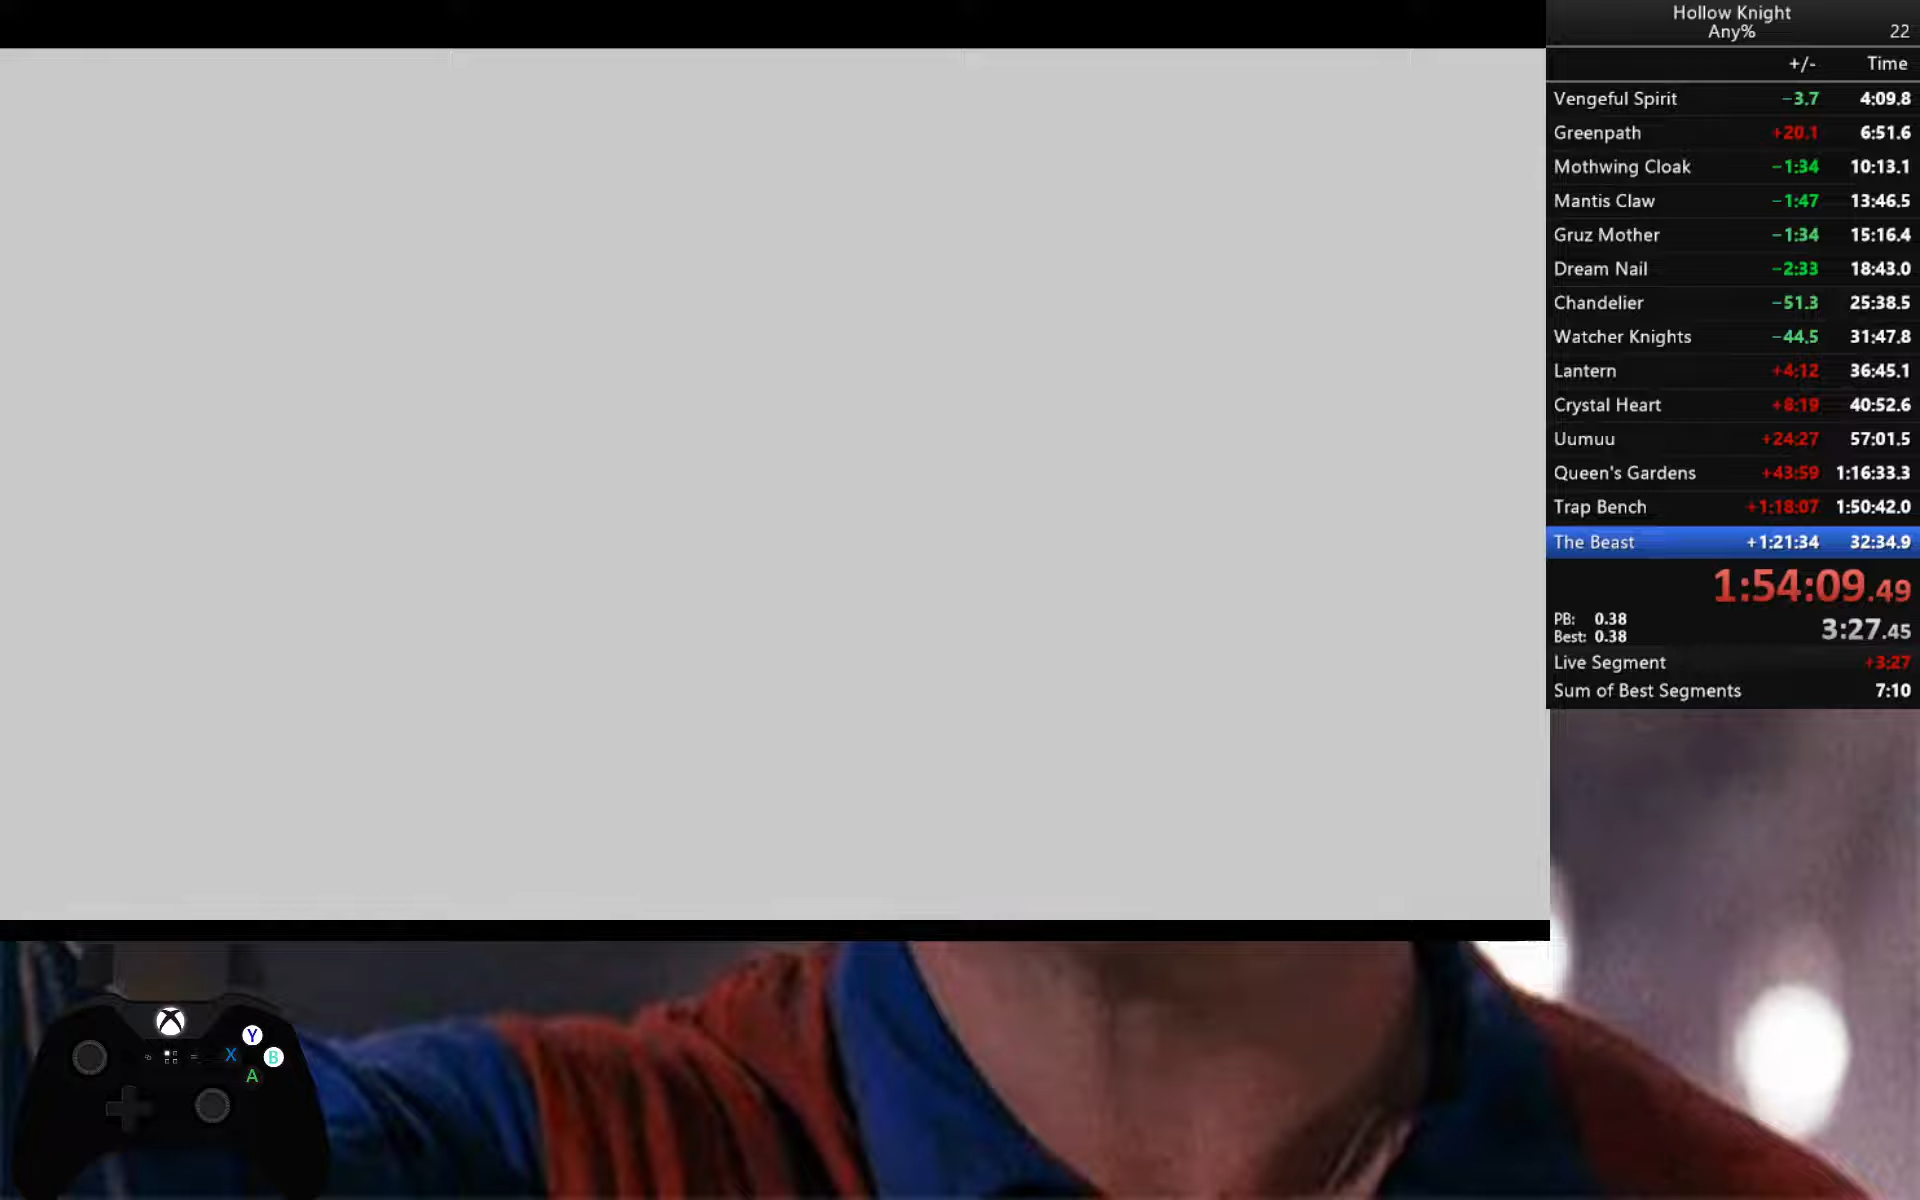 Hollow Knight
Any% 22
+/- Time
Vengeful Spirit −3.7 4:09.8
Greenpath +20.1 6:51.6
Mothwing Cloak −1:34 10:13.1
Mantis Claw −1:47 13:46.5
Gruz Mother −1:34 15:16.4
Dream Nail −2:33 18:43.0
Chandelier −51.3 25:38.5
Watcher Knights −44.5 31:47.8
Lantern +4:12 36:45.1
Crystal Heart +8:19 40:52.6
Uumuu +24:27 57:01.5
Queen's Gardens +43:59 1:16:33.3
Trap Bench +1:18:07 1:50:42.0
The Beast +1:21:34 32:34.9
1:54:09.49
PB: 0.38
Best: 0.38
3:27.45
Live Segment +3:27
Sum of Best Segments 7:10
Y
X B
A